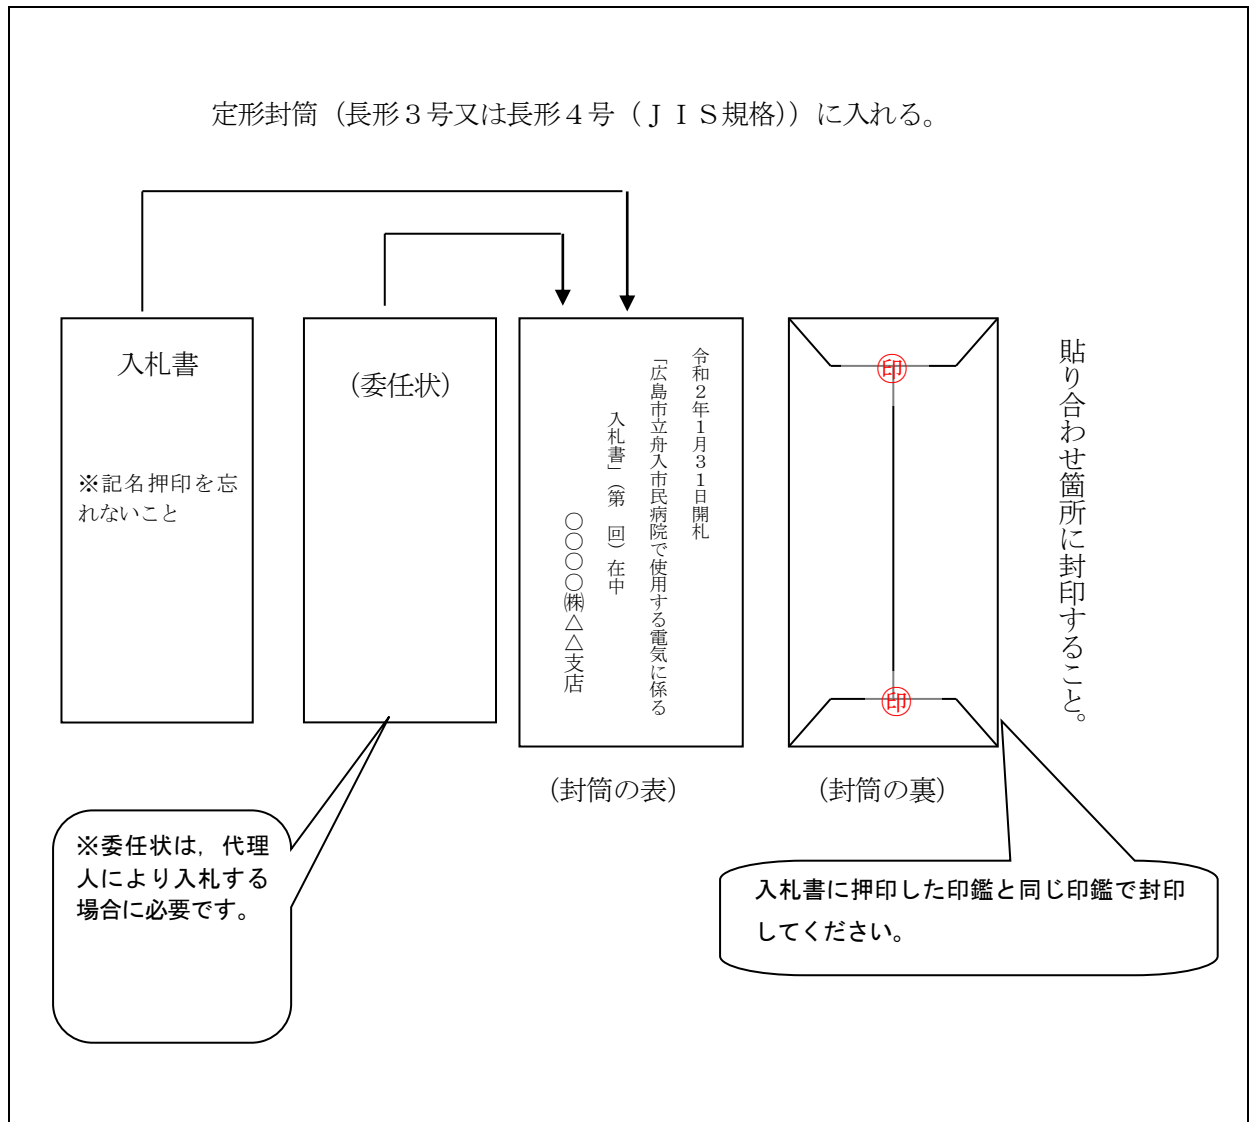 定形封筒（長形３号又は長形４号（ＪＩＳ規格））に入れる。
入札書
※記名押印を忘
れないこと
（委任状）
令和２年１月３１日開札
「広島市立舟入市民病院で使用する電気に係る
入札書」（第　回）在中
〇〇〇〇㈱△△支店
印
印
貼り合わせ箇所に封印すること。
（封筒の表）
（封筒の裏）
※委任状は，代理
人により入札する
場合に必要です。
入札書に押印した印鑑と同じ印鑑で封印
してください。